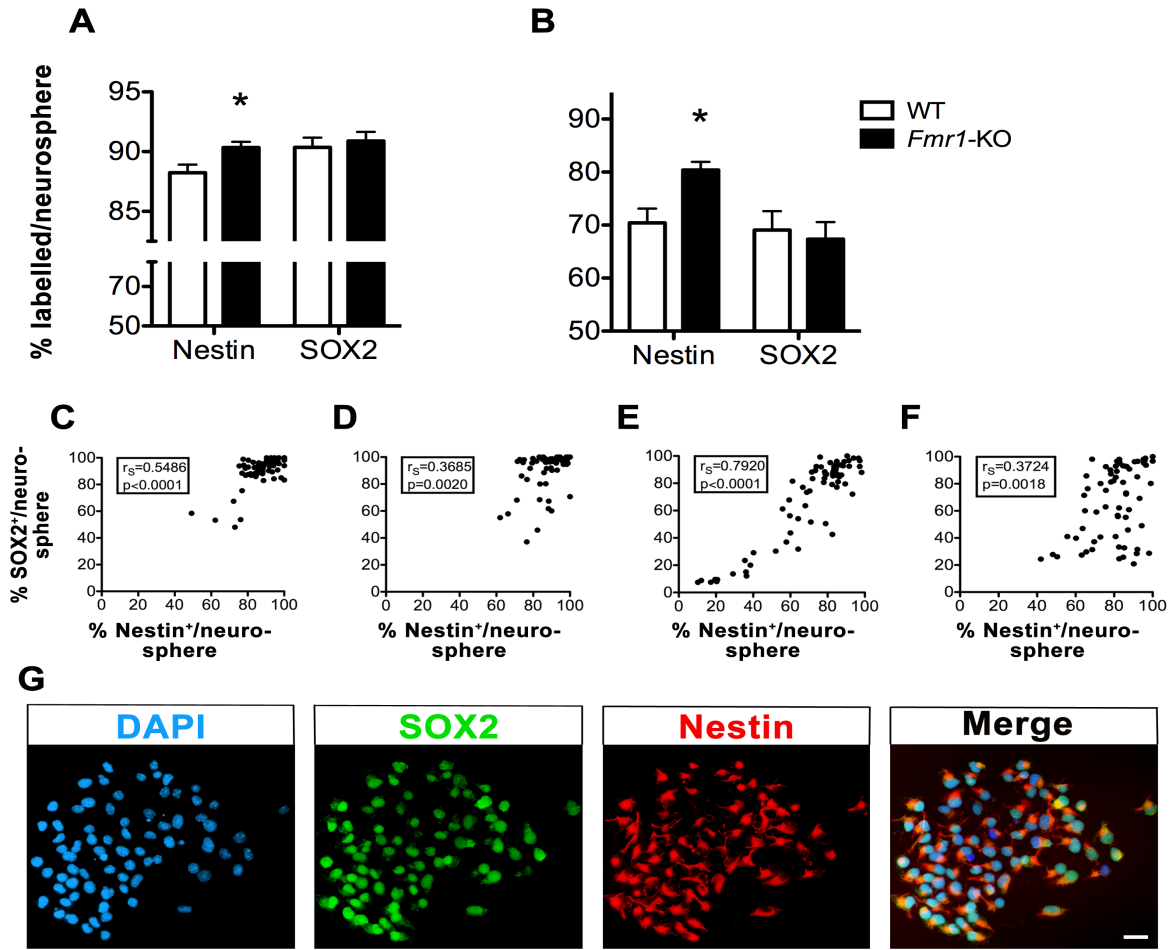 A
B
% labelled/neurosphere
95
90
85
70
50
*
Nestin
SOX2
90
80
70
60
50
*
Nestin
SOX2
WT
Fmr1-KO
C
D
E
F
% SOX2⁺/neuro-
sphere
100
80
60
40
20
0
rS=0.5486
p<0.0001
0
20
40
60
80
100
% Nestin⁺/neuro-
sphere
100
80
60
40
20
0
rS=0.3685
p=0.0020
0
20
40
60
80
100
% Nestin⁺/neuro-
sphere
100
80
60
40
20
0
rS=0.7920
p<0.0001
0
20
40
60
80
100
% Nestin⁺/neuro-
sphere
100
80
60
40
20
0
rS=0.3724
p=0.0018
0
20
40
60
80
100
% Nestin⁺/neuro-
sphere
G
DAPI
SOX2
Nestin
Merge